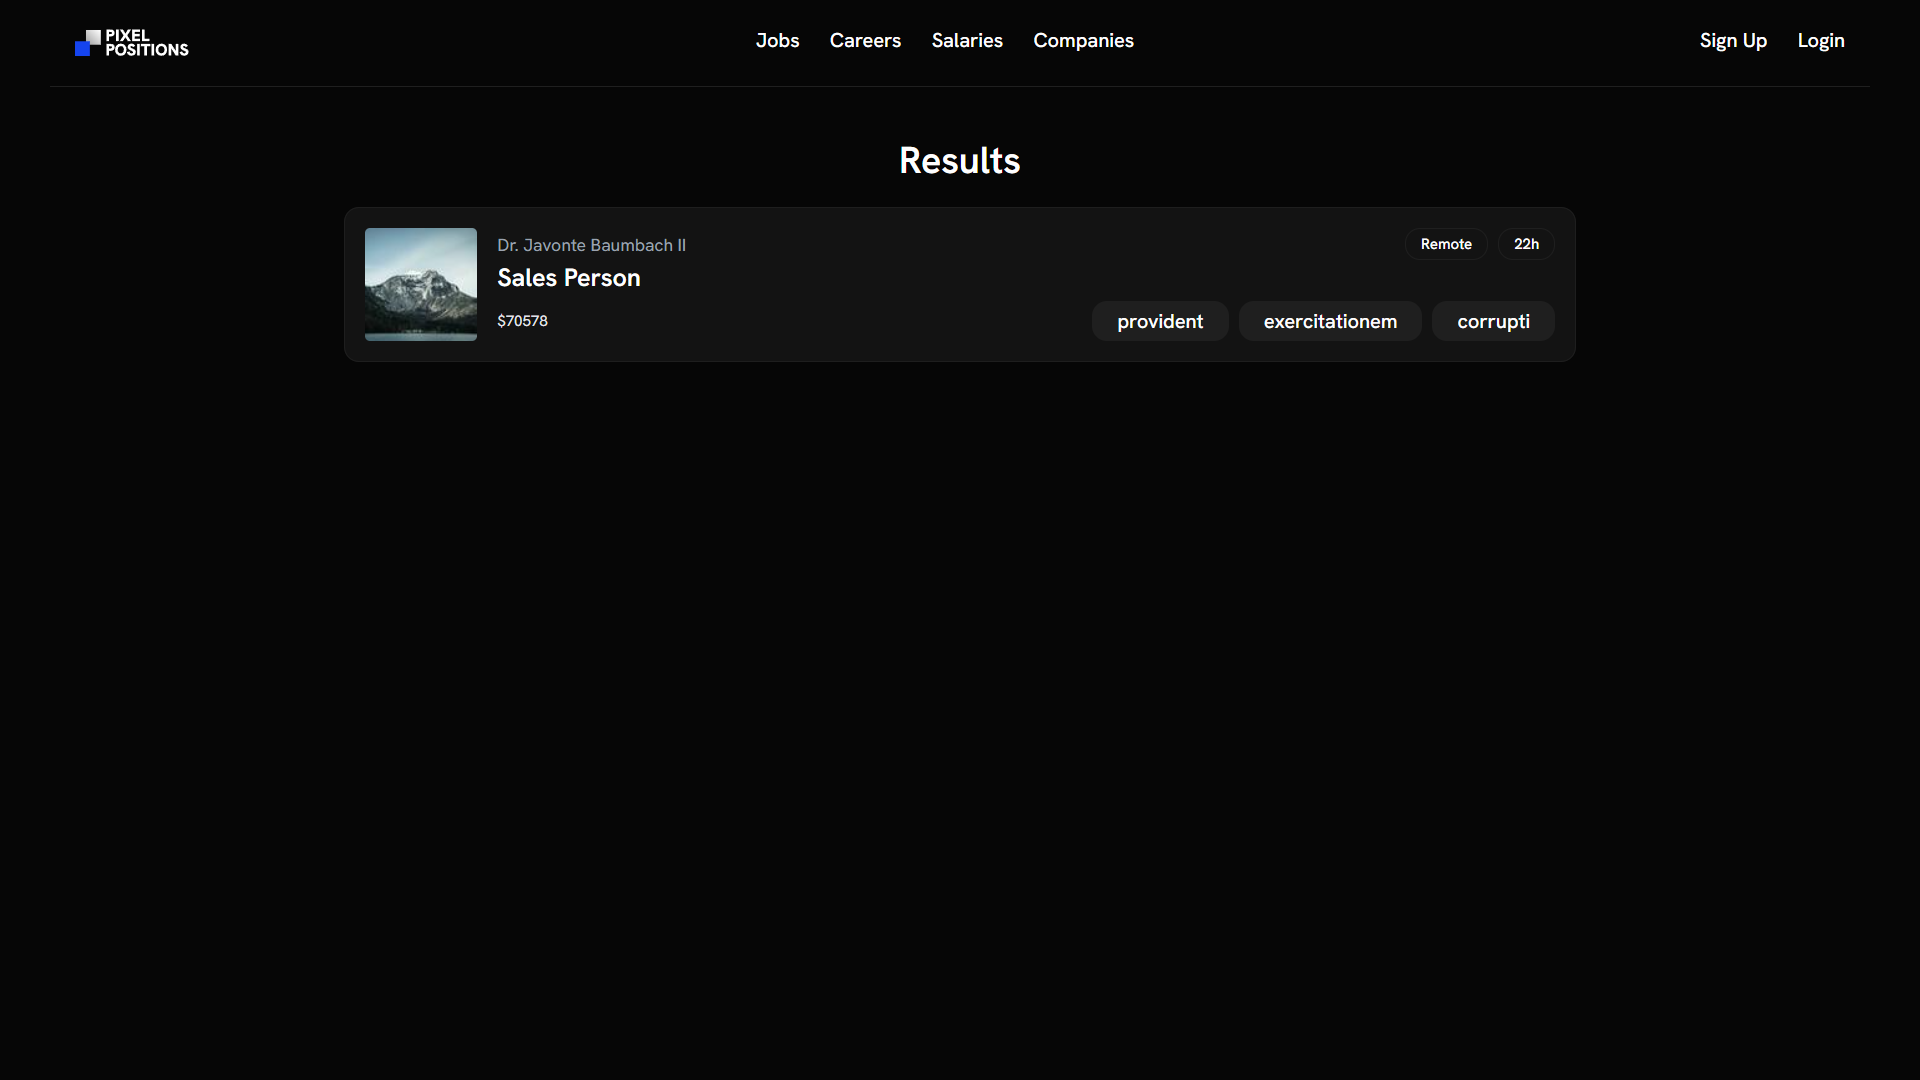 PIXEL
POSITIONS
Jobs Careers Salaries Companies
Sign Up Login
Results
Dr. Javonte Baumbach II
Sales Person
$70578
Remote 22h
provident exercitationem corrupti